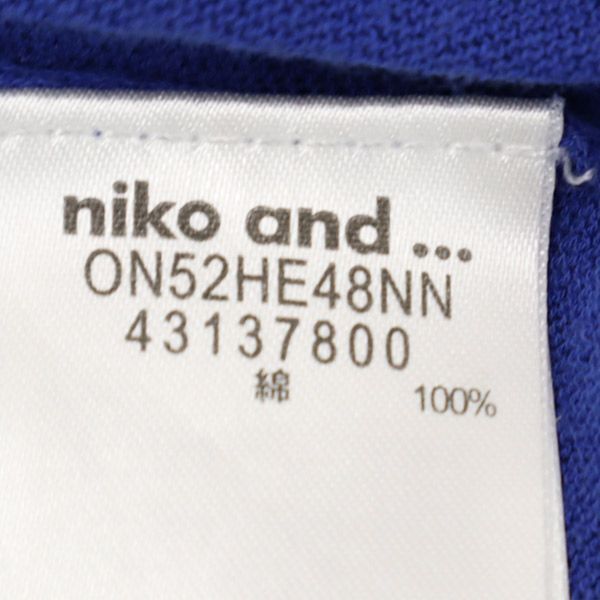 niko and ...
ON52HE48NN
43137800
綿 100%